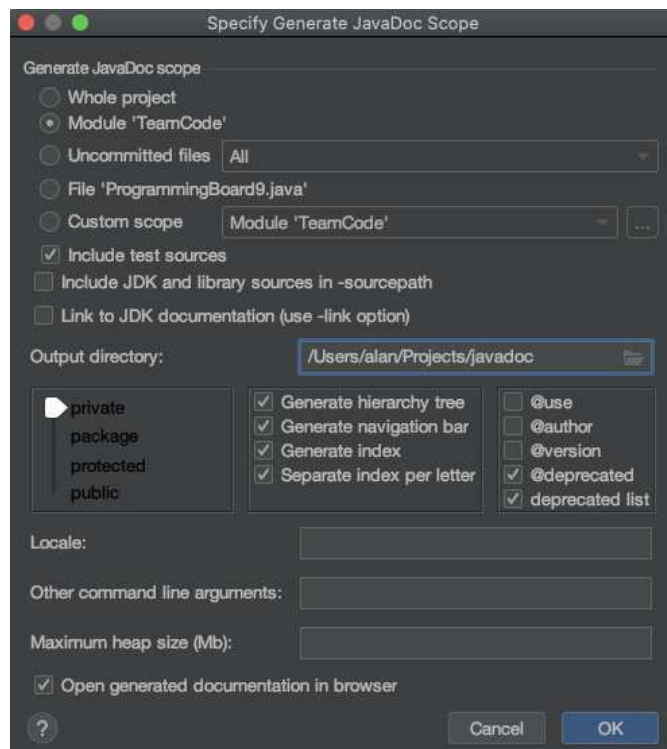 Specify Generate JavaDoc Scope
Generate JavaDoc scope
Whole project
Module 'TeamCode'
Uncommitted files All
File 'ProgrammingBoard9.java'
Custom scope Module 'TeamCode' ...
Include test sources
Include JDK and library sources in -sourcepath
Link to JDK documentation (use -link option)
Output directory: /Users/alan/Projects/javadoc
private
package
protected
public
Generate hierarchy tree
Generate navigation bar
Generate index
Separate index per letter
@use
@author
@version
@deprecated
deprecated list
Locale:
Other command line arguments:
Maximum heap size (Mb):
Open generated documentation in browser
? Cancel OK